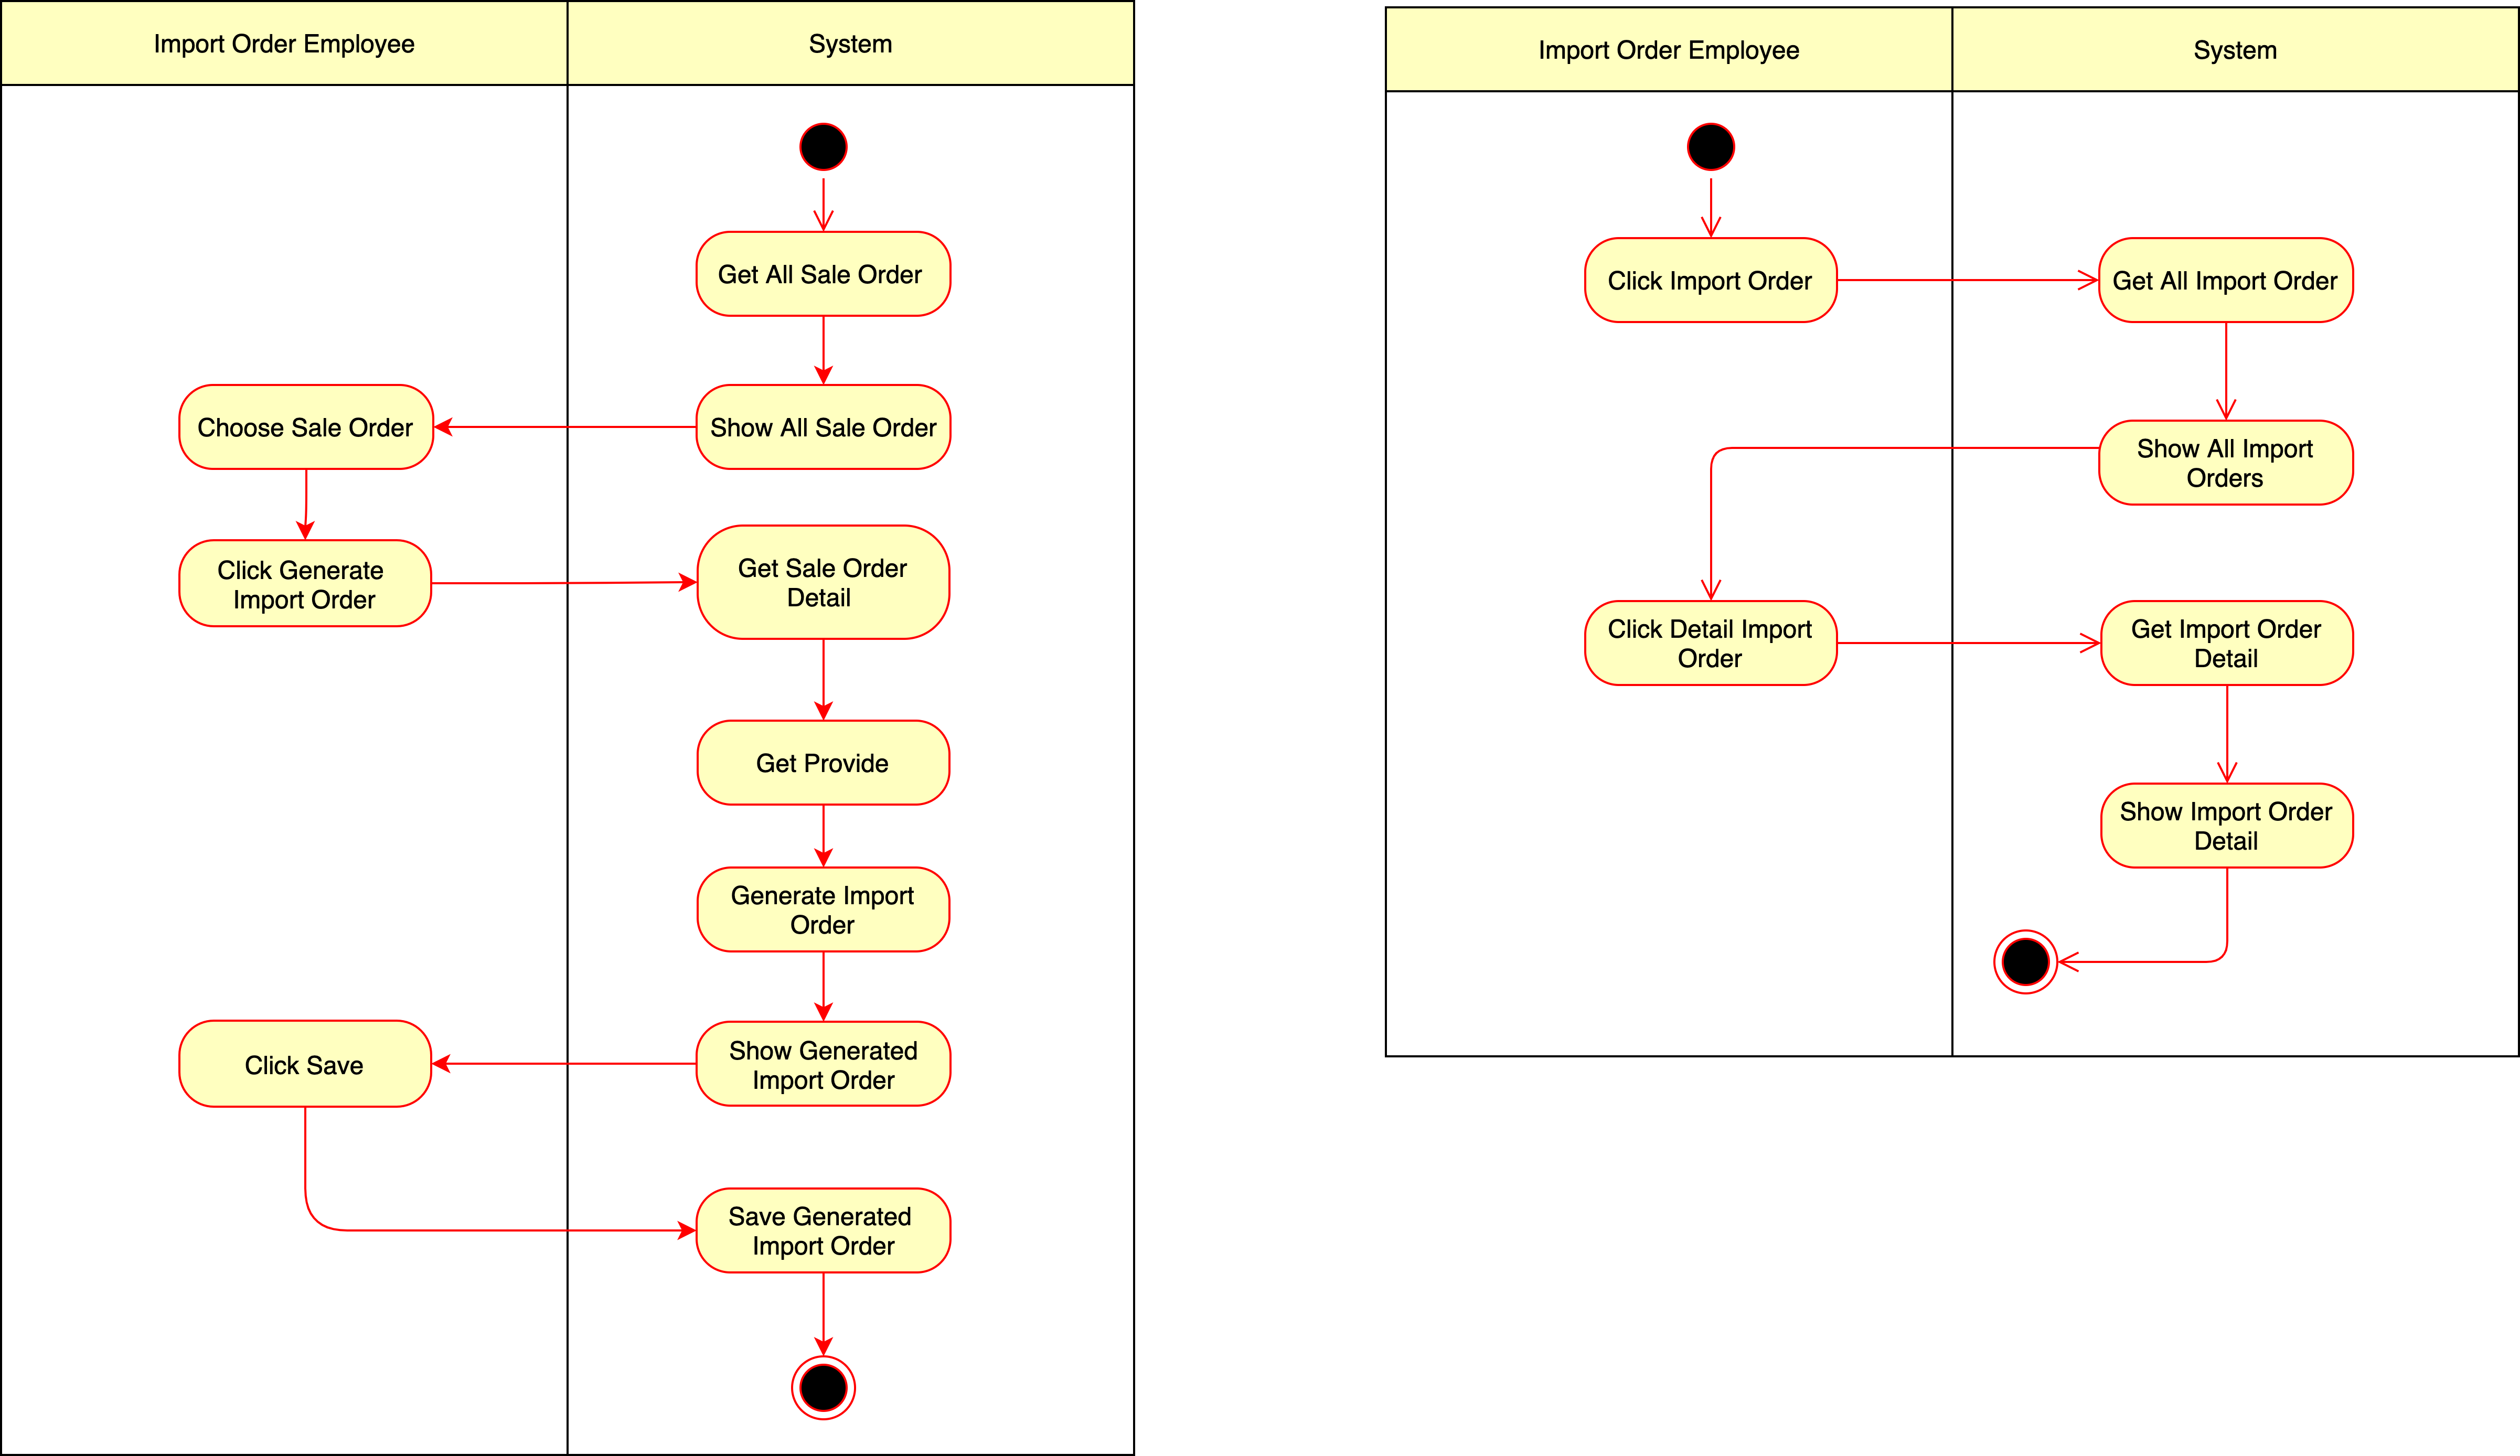 Import Order Employee
System
Get All Sale Order
Choose Sale Order
Show All Sale Order
Click Generate
Import Order
Get Sale Order
Detail
Get Provide
Generate Import
Order
Click Save
Show Generated
Import Order
Save Generated
Import Order
Import Order Employee
System
Click Import Order
Get All Import Order
Show All Import
Orders
Click Detail Import
Order
Get Import Order
Detail
Show Import Order
Detail